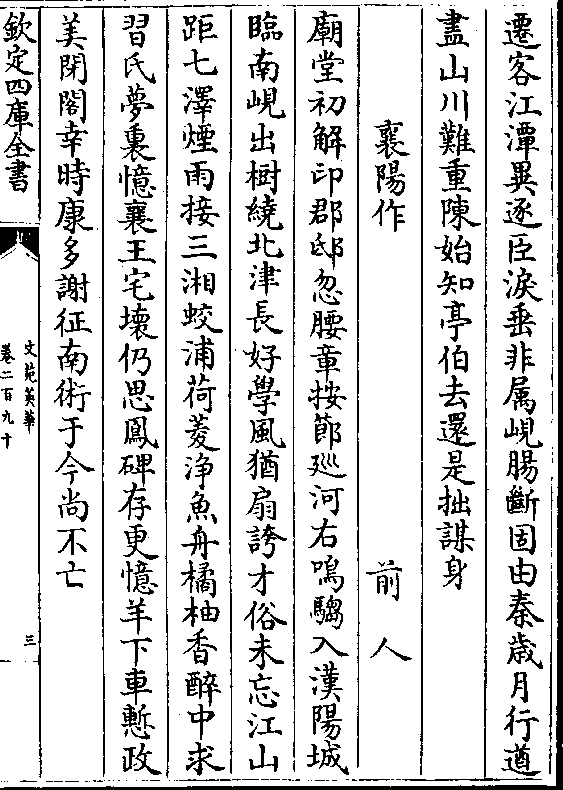 遷客江潭異逐臣淚垂非属峴腸斷固由秦歲月行遒
盡山川難重陳始知亭伯去還是拙謀身
襄陽作　前人
廟堂初解印郡邸忽腰章按節廵河右鳴騶入漢陽城
臨南峴出樹繞北津長好學風猶扇誇才俗未忘江山
距七澤煙雨接三湘蛟浦荷菱浄魚舟橘柚香醉中求
習氏夢裏憶襄王宅壞仍思鳳碑存更憶羊下車慙政
美閉閣幸時康多謝征南術于今尚不亡
欽定四庫全書
文苑英華
卷二百九十
三